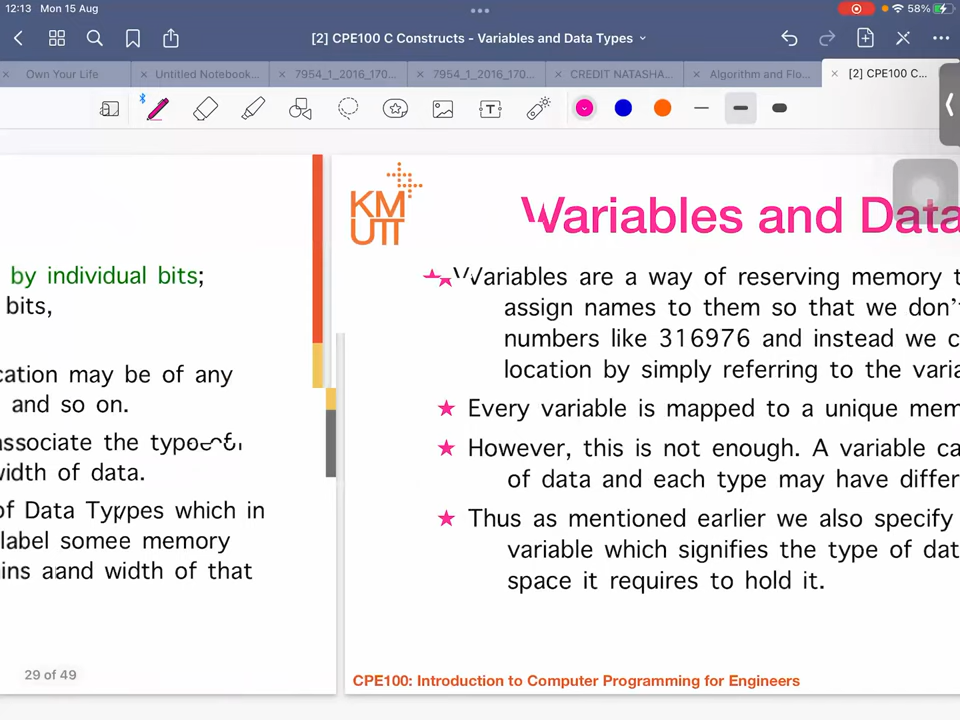 12:13 Mon 15 Aug
58%
[2] CPE100 C Constructs - Variables and Data Types
Own Your Life
Untitled Notebook...
7954_1_2016_170...
7954_1_2016_170...
CREDIT NATASHA...
Algorithm and Flo...
[2] CPE100 C...
by individual bits;
bits,
cation may be of any
and so on.
associate the type of
width of data.
of Data Types which in
label some memory
ins and width of that
29 of 49
KM
UTT
Variables and Data
Variables are a way of reserving memory t
assign names to them so that we don't
numbers like 316976 and instead we c
location by simply referring to the varia
Every variable is mapped to a unique mem
However, this is not enough. A variable ca
of data and each type may have differ
Thus as mentioned earlier we also specify
variable which signifies the type of dat
space it requires to hold it.
CPE100: Introduction to Computer Programming for Engineers